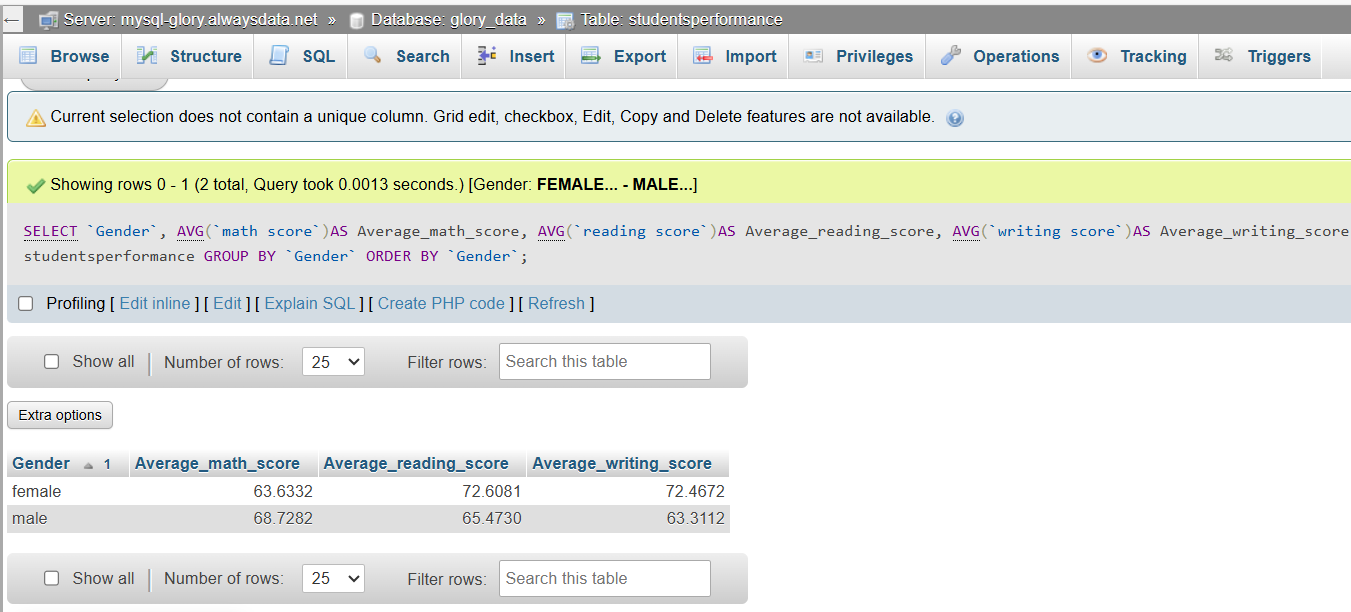 Server: mysql-glory.alwaysdata.net » Database: glory_data » Table: studentsperformance
Browse Structure SQL Search Insert Export Import Privileges Operations Tracking Triggers
Current selection does not contain a unique column. Grid edit, checkbox, Edit, Copy and Delete features are not available.
Showing rows 0 - 1 (2 total, Query took 0.0013 seconds.) [Gender: FEMALE... - MALE...]
SELECT `Gender`, AVG(`math score`)AS Average_math_score, AVG(`reading score`)AS Average_reading_score, AVG(`writing score`)AS Average_writing_score
studentsperformance GROUP BY `Gender` ORDER BY `Gender`;
Profiling [ Edit inline ] [ Edit ] [ Explain SQL ] [ Create PHP code ] [ Refresh ]
Show all | Number of rows: 25 Filter rows: Search this table
Extra options
Gender 1 Average_math_score Average_reading_score Average_writing_score
female 63.6332 72.6081 72.4672
male 68.7282 65.4730 63.3112
Show all | Number of rows: 25 Filter rows: Search this table